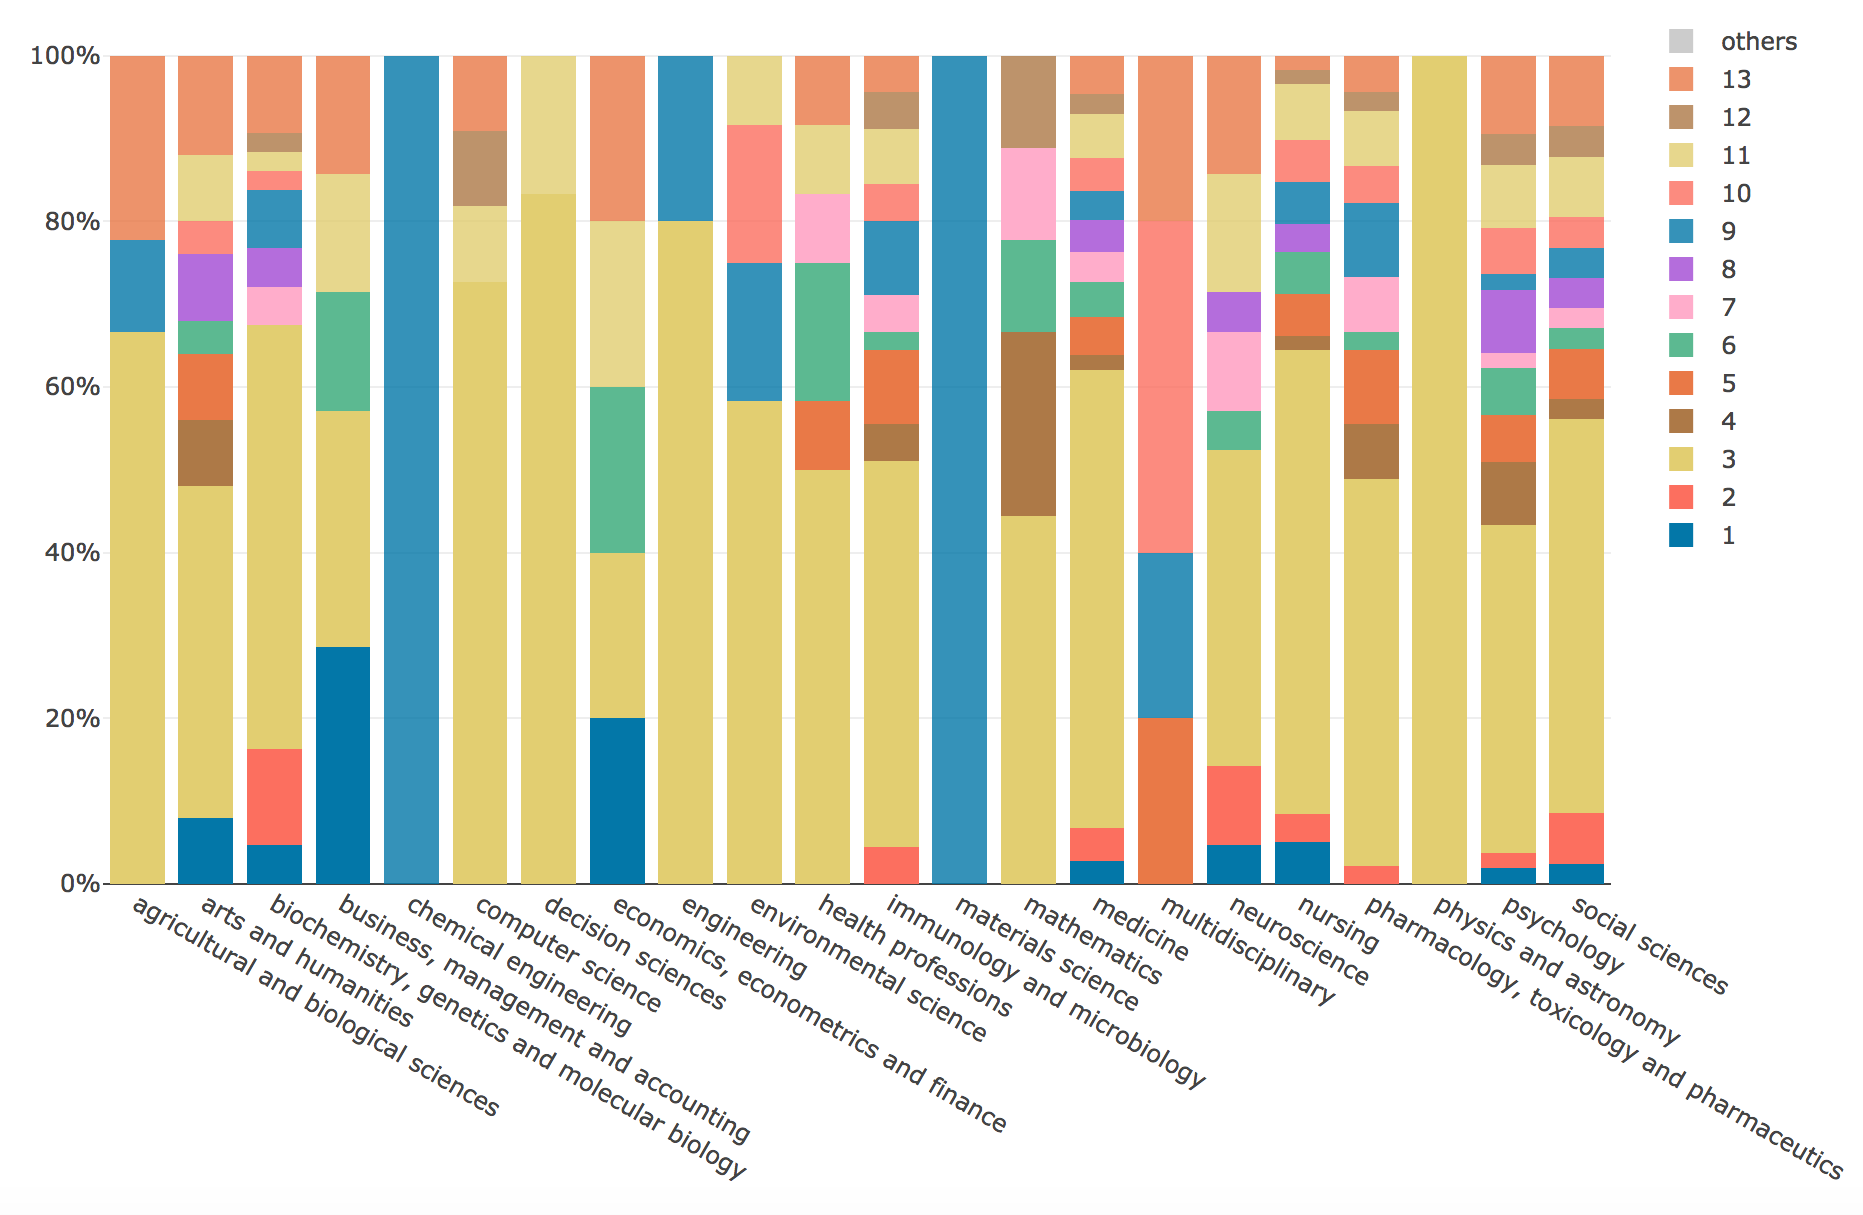 100%
80%
60%
40%
20%
0%
agricultural and biological sciences
arts and humanities
biochemistry, genetics and molecular biology
business, management and accounting
chemical engineering
computer science
decision sciences
economics, econometrics and finance
engineering
environmental science
health professions
immunology and microbiology
materials science
mathematics
medicine
multidisciplinary
neuroscience
nursing
pharmacology, toxicology and pharmaceutics
physics and astronomy
psychology
social sciences
others
13
12
11
10
9
8
7
6
5
4
3
2
1